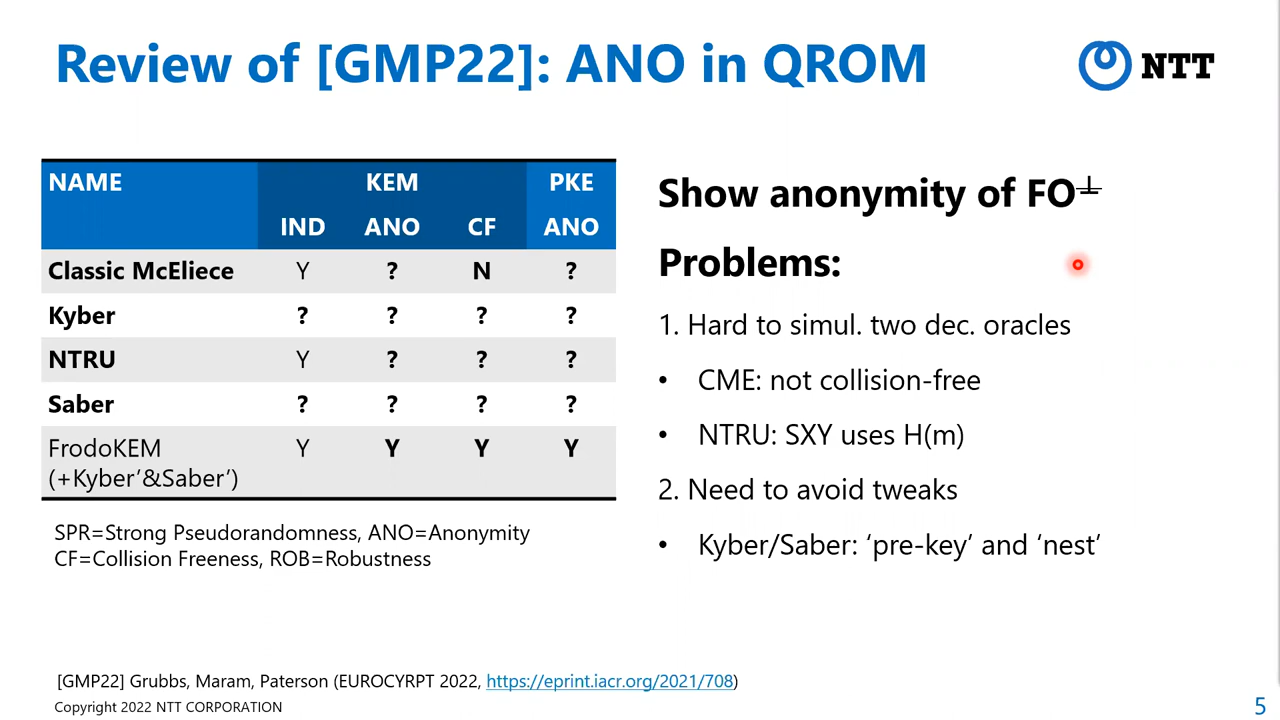 Review of [GMP22]: ANO in QROM
NTT
NAME KEM PKE
IND ANO CF ANO
Classic McEliece Y ? N ?
Kyber ? ? ? ?
NTRU Y ? ? ?
Saber ? ? ? ?
FrodoKEM Y Y Y Y
(+Kyber’&Saber’)
SPR=Strong Pseudorandomness, ANO=Anonymity
CF=Collision Freeness, ROB=Robustness
Show anonymity of FO⊥̸
Problems:
1. Hard to simul. two dec. oracles
• CME: not collision-free
• NTRU: SXY uses H(m)
2. Need to avoid tweaks
• Kyber/Saber: ‘pre-key’ and ‘nest’
[GMP22] Grubbs, Maram, Paterson (EUROCYRPT 2022, https://eprint.iacr.org/2021/708)
Copyright 2022 NTT CORPORATION
5